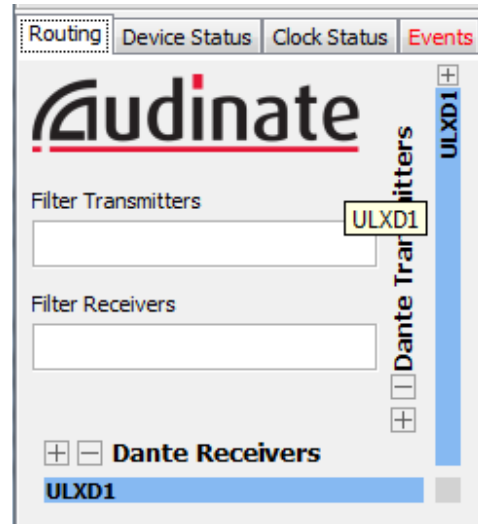 Routing Device Status Clock Status Events
Audinate
Filter Transmitters
ULXD1
Dante Transmitters
ULXD1
Filter Receivers
Dante Receivers
ULXD1